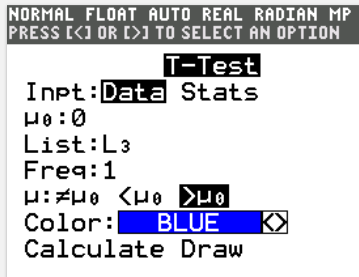 NORMAL FLOAT AUTO REAL RADIAN MP
PRESS [<] OR [>] TO SELECT AN OPTION
T-Test
Inpt:Data Stats
μ₀:0
List:L₃
Freq:1
μ:≠μ₀ <μ₀ >μ₀
Color: BLUE <>
Calculate Draw